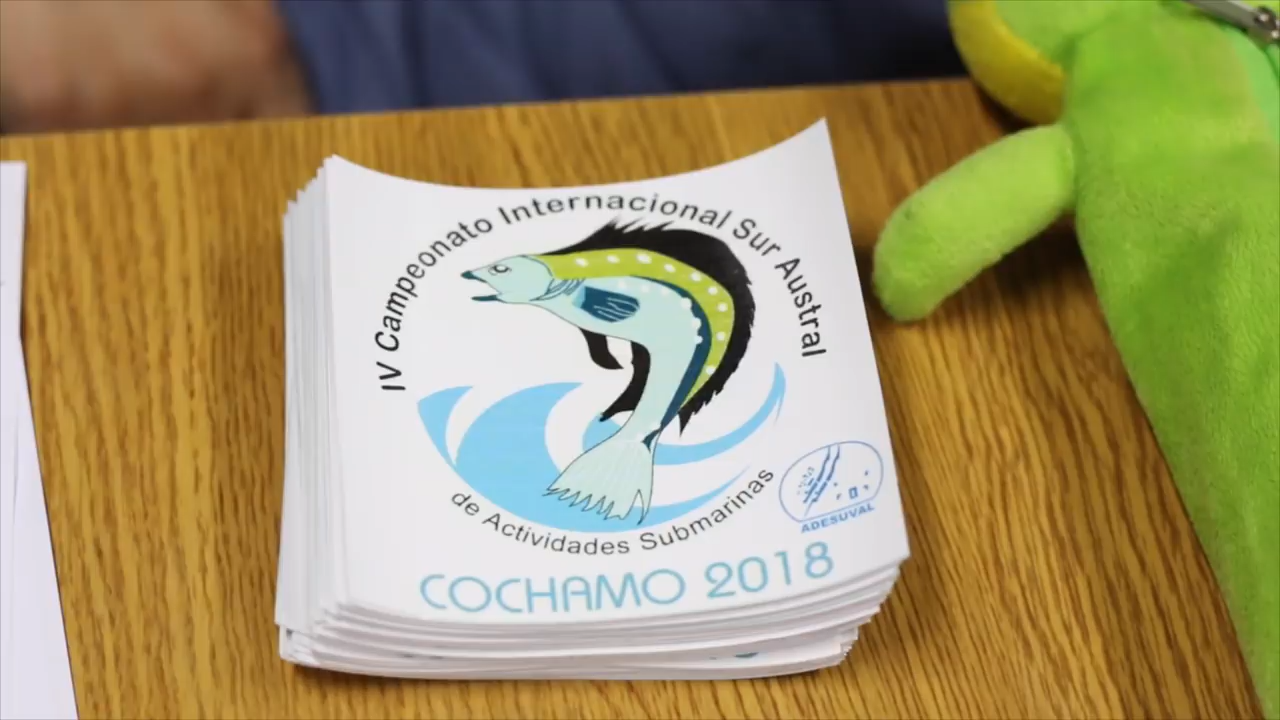 IV Campeonato Internacional Sur Austral
de Actividades Submarinas
ADESUVAL
COCHAMO 2018